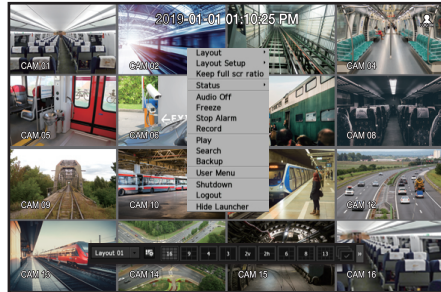 2019-01-01 01:10:25 PM
CAM 01
CAM 02
CAM 04
Layout
Layout Setup
Keep full scr ratio
Status
Audio Off
Freeze
Stop Alarm
Record
Play
Search
Backup
User Menu
Shutdown
Logout
Hide Launcher
CAM 05
CAM 06
CAM 08
CAM 09
CAM 10
CAM 12
Layout 01 16 9 4 3 2v 2h 6 8 13
CAM 13
CAM 14
CAM 15
CAM 16